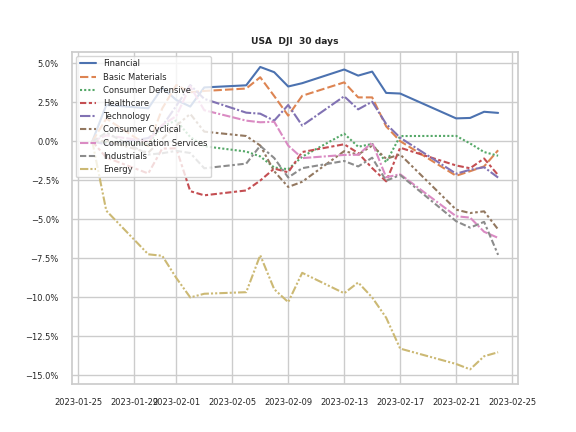 USA DJI 30 days
5.0%
2.5%
0.0%
−2.5%
−5.0%
−7.5%
−10.0%
−12.5%
−15.0%
Financial
Basic Materials
Consumer Defensive
Healthcare
Technology
Consumer Cyclical
Communication Services
Industrials
Energy
2023-01-25 2023-01-29 2023-02-01 2023-02-05 2023-02-09 2023-02-13 2023-02-17 2023-02-21 2023-02-25